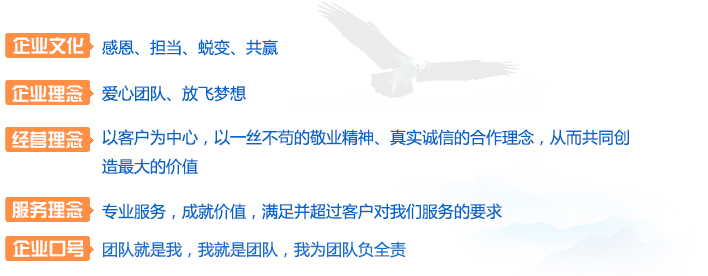 企业文化 感恩、担当、蜕变、共赢
企业理念 爱心团队、放飞梦想
经营理念 以客户为中心，以一丝不苟的敬业精神、真实诚信的合作理念，从而共同创
造最大的价值
服务理念 专业服务，成就价值，满足并超过客户对我们服务的要求
企业口号 团队就是我，我就是团队，我为团队负全责